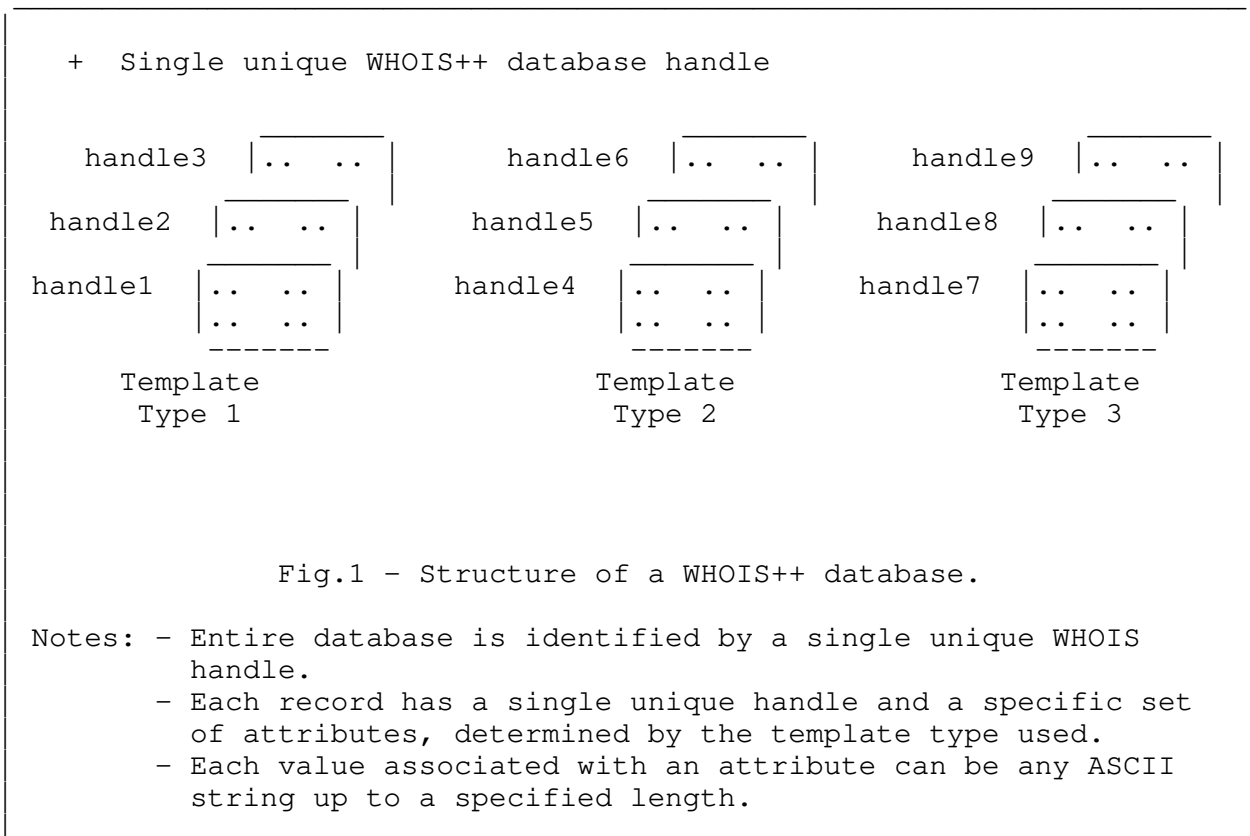 + Single unique WHOIS++ database handle
handle3 |.. .. | handle6 |.. .. | handle9 |.. .. |
handle2 |.. .. | handle5 |.. .. | handle8 |.. .. |
handle1 |.. .. | handle4 |.. .. | handle7 |.. .. |
|.. .. | |.. .. | |.. .. |
------- ------- -------
Template Template Template
Type 1 Type 2 Type 3
Fig.1 - Structure of a WHOIS++ database.
Notes: - Entire database is identified by a single unique WHOIS
handle.
- Each record has a single unique handle and a specific set
of attributes, determined by the template type used.
- Each value associated with an attribute can be any ASCII
string up to a specified length.